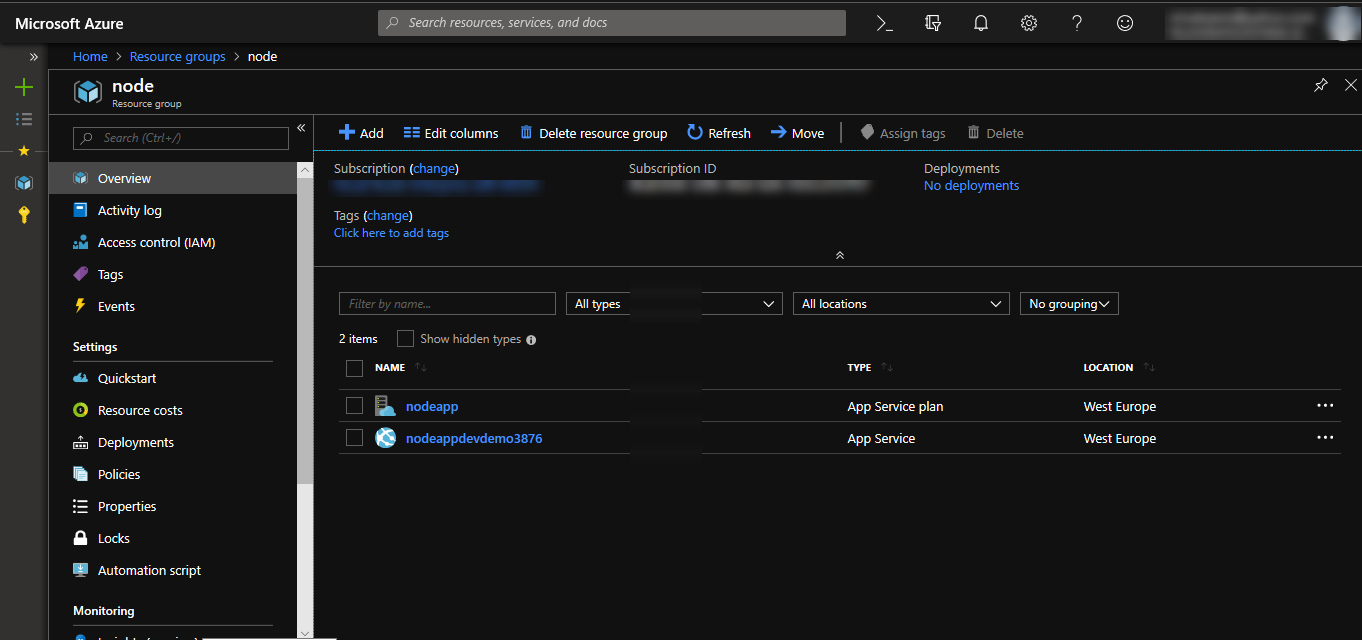 Microsoft Azure
Search resources, services, and docs
Home > Resource groups > node
node
Resource group
Search (Ctrl+/)
Overview
Activity log
Access control (IAM)
Tags
Events
Settings
Quickstart
Resource costs
Deployments
Policies
Properties
Locks
Automation script
Monitoring
Add Edit columns Delete resource group Refresh Move Assign tags Delete
Subscription (change) Subscription ID Deployments
No deployments
Tags (change)
Click here to add tags
Filter by name... All types All locations No grouping
2 items Show hidden types
NAME TYPE LOCATION
nodeapp App Service plan West Europe
nodeappdevdemo3876 App Service West Europe